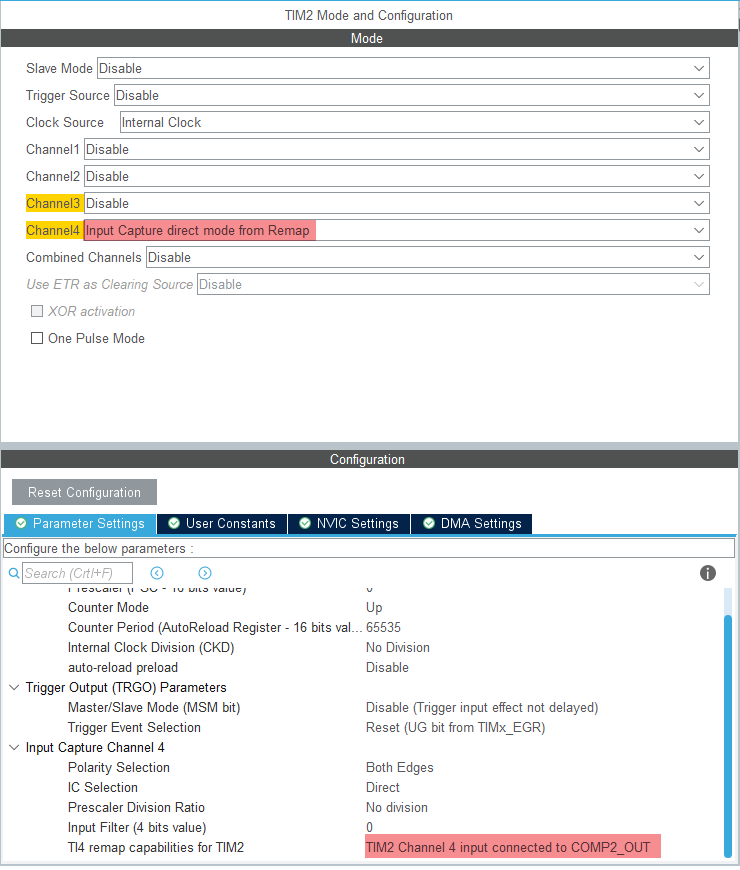 TIM2 Mode and Configuration
Mode
Slave Mode Disable
Trigger Source Disable
Clock Source Internal Clock
Channel1 Disable
Channel2 Disable
Channel3 Disable
Channel4 Input Capture direct mode from Remap
Combined Channels Disable
Use ETR as Clearing Source Disable
XOR activation
One Pulse Mode
Configuration
Reset Configuration
Parameter Settings User Constants NVIC Settings DMA Settings
Configure the below parameters :
Search (Crtl+F)
Prescaler (PSC - 16 bits value) 0
Counter Mode Up
Counter Period (AutoReload Register - 16 bits val... 65535
Internal Clock Division (CKD) No Division
auto-reload preload Disable
Trigger Output (TRGO) Parameters
Master/Slave Mode (MSM bit) Disable (Trigger input effect not delayed)
Trigger Event Selection Reset (UG bit from TIMx_EGR)
Input Capture Channel 4
Polarity Selection Both Edges
IC Selection Direct
Prescaler Division Ratio No division
Input Filter (4 bits value) 0
TI4 remap capabilities for TIM2 TIM2 Channel 4 input connected to COMP2_OUT